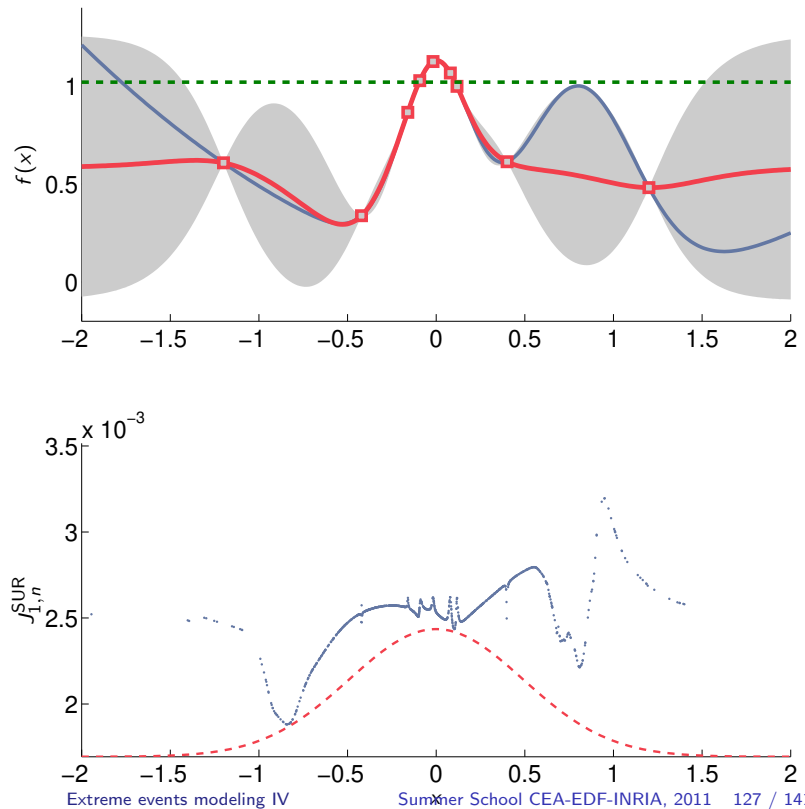 f(x)
1
0.5
0
−2 −1.5 −1 −0.5 0 0.5 1 1.5 2
x 10⁻³
3.5
3
2.5
2
J^SUR_1,n
−2 −1.5 −1 −0.5 0 0.5 1 1.5 2
x
Extreme events modeling IV Summer School CEA-EDF-INRIA, 2011 127 / 141